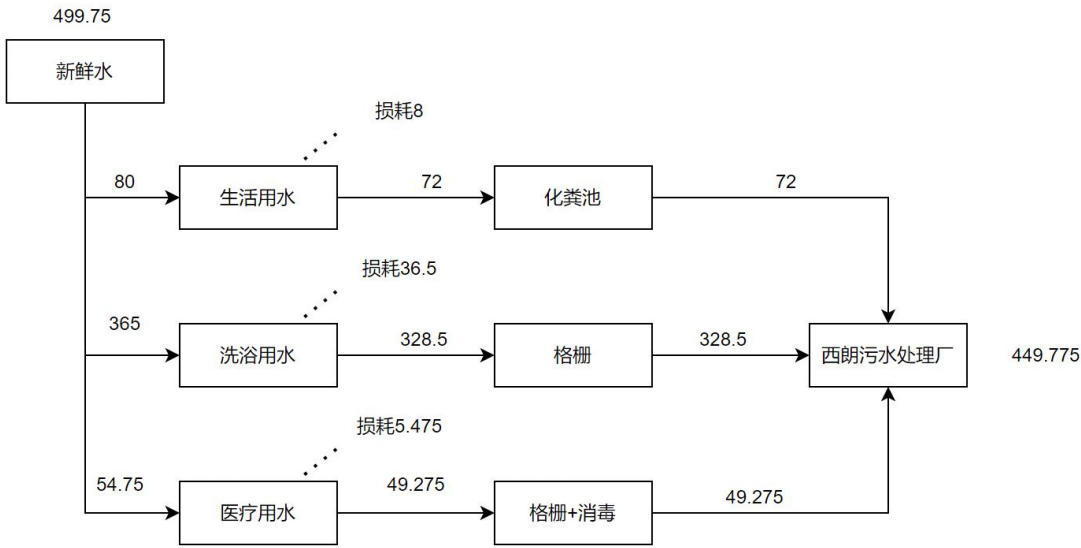 499.75
新鲜水
损耗8
80
生活用水
72
化粪池
72
损耗36.5
365
洗浴用水
328.5
格栅
328.5
西朗污水处理厂
449.775
损耗5.475
54.75
医疗用水
49.275
格栅+消毒
49.275